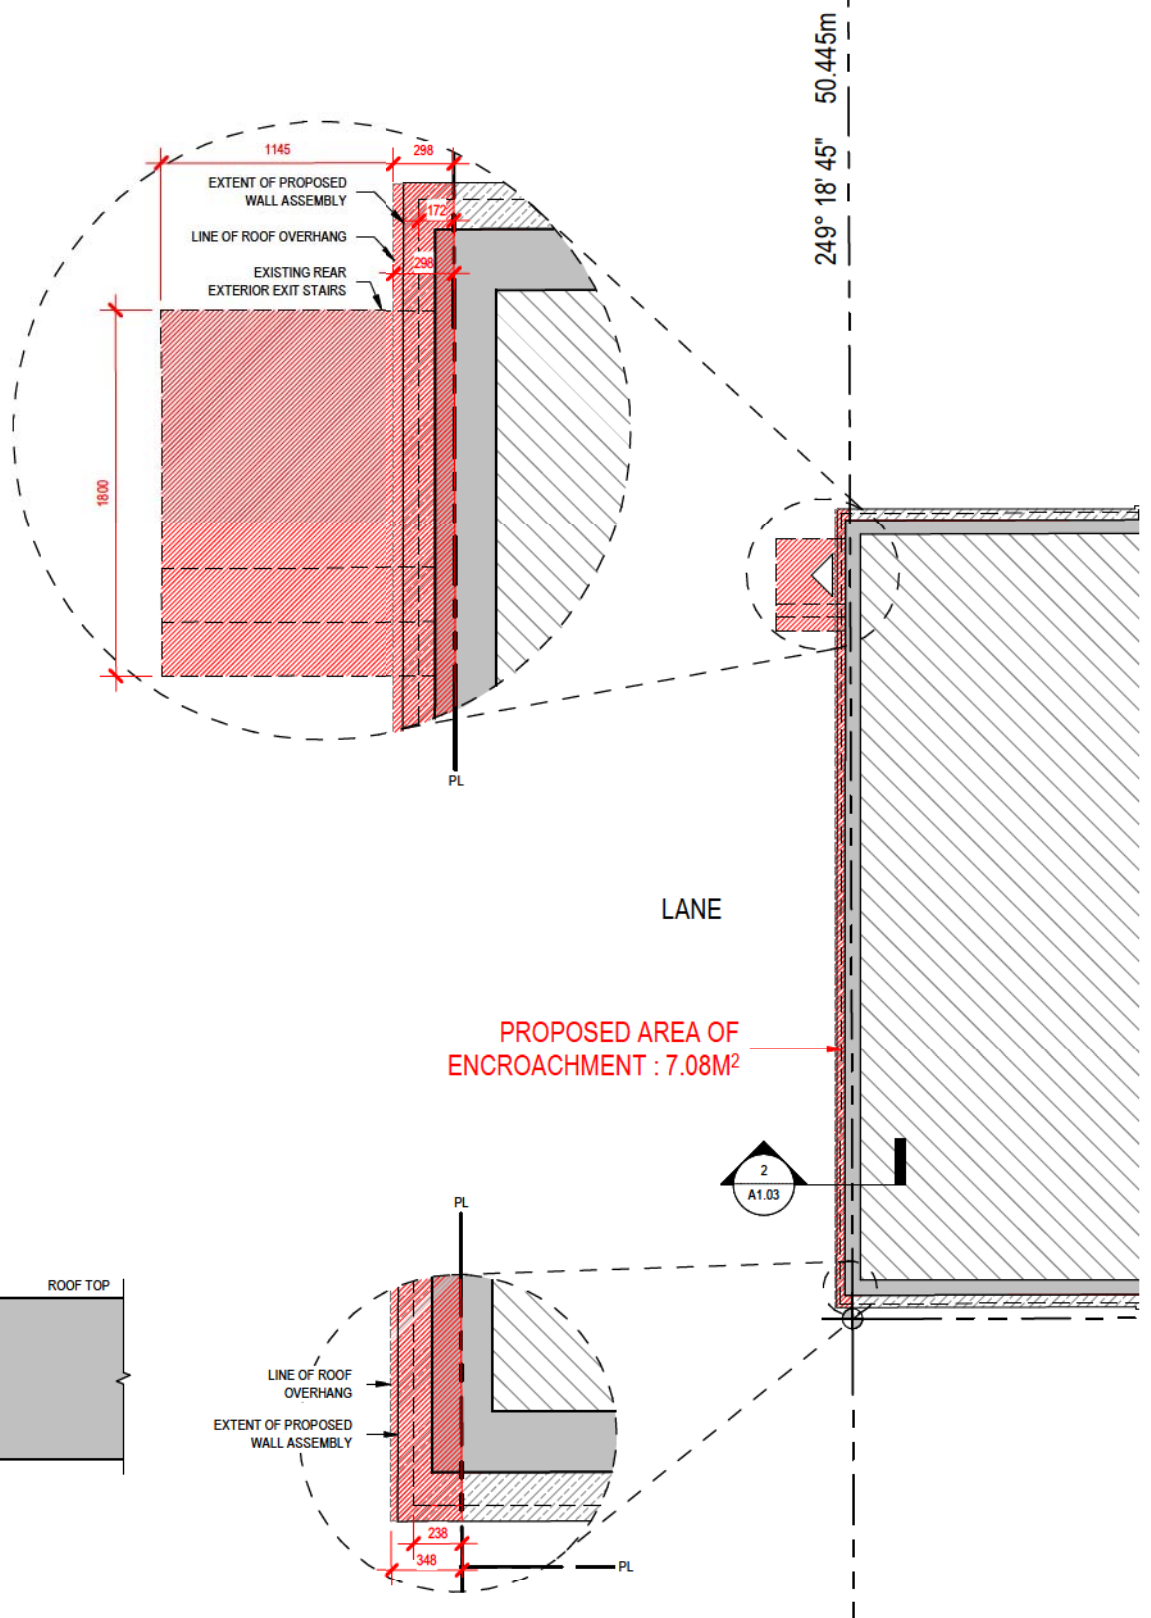 249° 18' 45" 50.445m
1145
298
EXTENT OF PROPOSED
WALL ASSEMBLY
172
LINE OF ROOF OVERHANG
298
EXISTING REAR
EXTERIOR EXIT STAIRS
1800
PL
LANE
PROPOSED AREA OF
ENCROACHMENT : 7.08M²
2
A1.03
PL
ROOF TOP
LINE OF ROOF
OVERHANG
EXTENT OF PROPOSED
WALL ASSEMBLY
238
348
PL